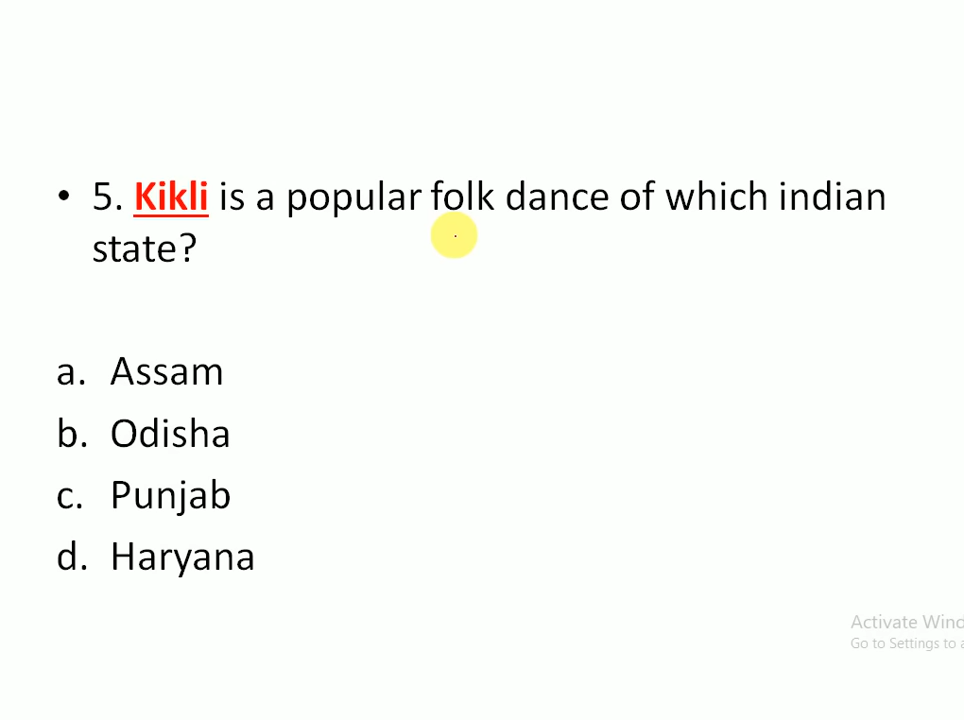 • 5. Kikli is a popular folk dance of which indian
state?
a. Assam
b. Odisha
c. Punjab
d. Haryana
Activate Wind
Go to Settings to a